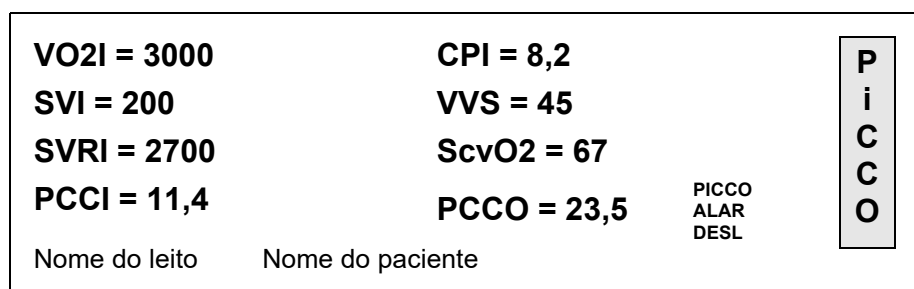 VO2I = 3000
SVI = 200
SVRI = 2700
PCCI = 11,4
CPI = 8,2
VVS = 45
ScvO2 = 67
PCCO = 23,5
PICCO
ALAR
DESL
P
i
C
C
O
Nome do leito Nome do paciente